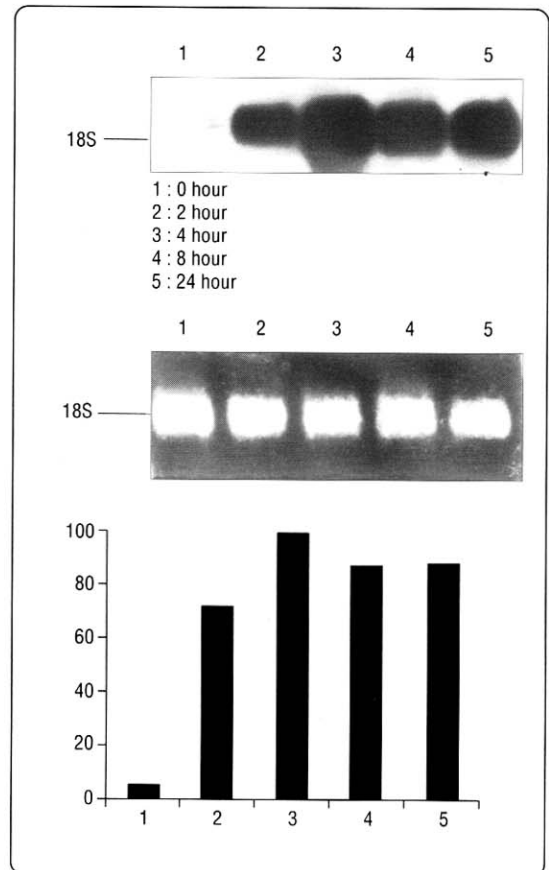 1 2 3 4 5
18S
1 : 0 hour
2 : 2 hour
3 : 4 hour
4 : 8 hour
5 : 24 hour
1 2 3 4 5
18S
100
80
60
40
20
0
1 2 3 4 5